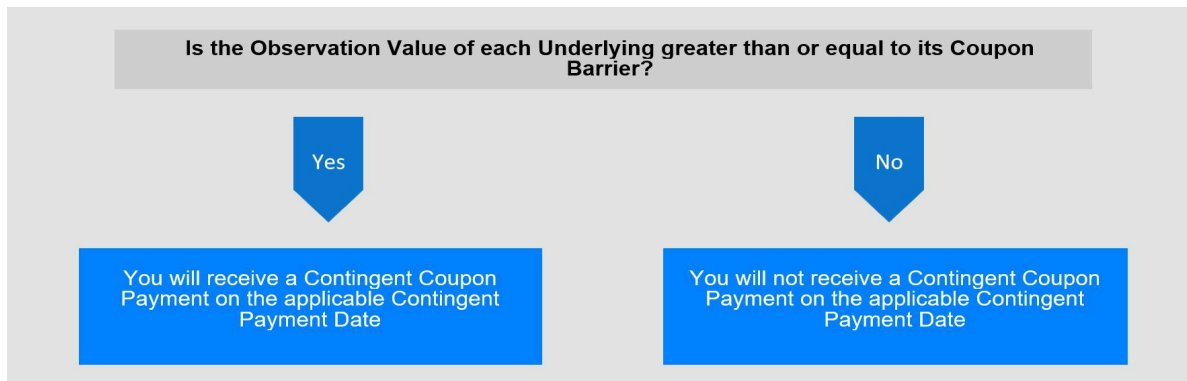 Is the Observation Value of each Underlying greater than or equal to its Coupon
Barrier?
Yes
No
You will receive a Contingent Coupon
Payment on the applicable Contingent
Payment Date
You will not receive a Contingent Coupon
Payment on the applicable Contingent
Payment Date